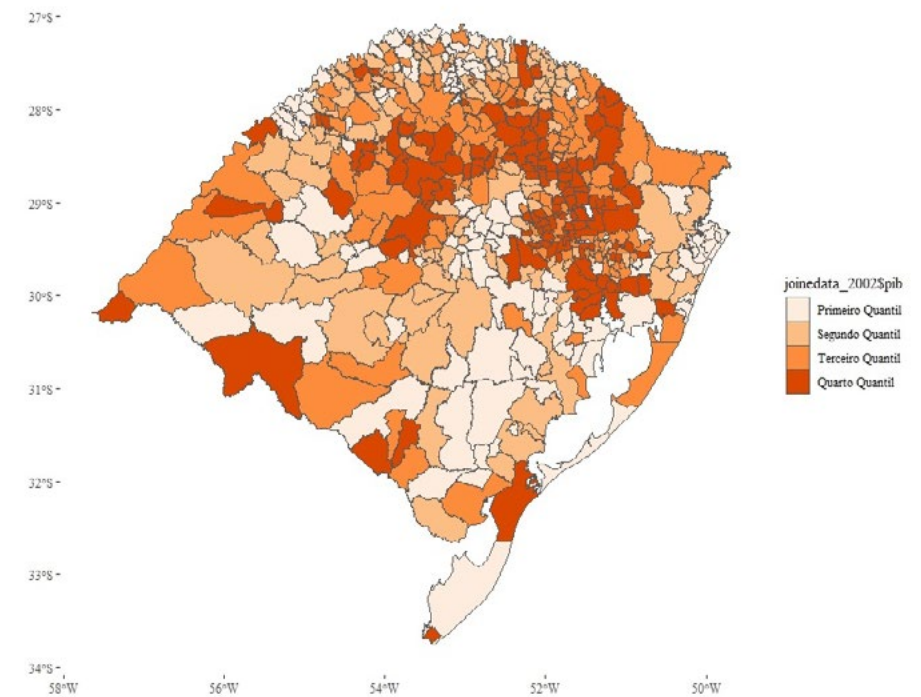 27°S
28°S
29°S
30°S
31°S
32°S
33°S
34°S
58°W
56°W
54°W
52°W
50°W
joinedata_2002$pib
Primeiro Quantil
Segundo Quantil
Terceiro Quantil
Quarto Quantil